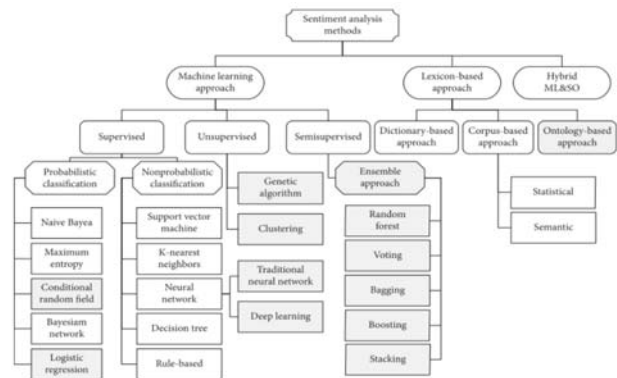 Sentiment analysis
methods
Machine learning
approach
Lexicon-based
approach
Hybrid
ML&SO
Supervised
Unsupervised
Semisupervised
Dictionary-based
approach
Corpus-based
approach
Ontology-based
approach
Probabilistic
classification
Nonprobabilistic
classification
Genetic
algorithm
Ensemble
approach
Statistical
Naive Bayea
Support vector
machine
Clustering
Random
forest
Semantic
Maximum
entropy
K-nearest
neighbors
Voting
Conditional
random field
Neural
network
Traditional
neural network
Bagging
Bayesiam
network
Decision tree
Deep learning
Boosting
Logistic
regression
Rule-based
Stacking